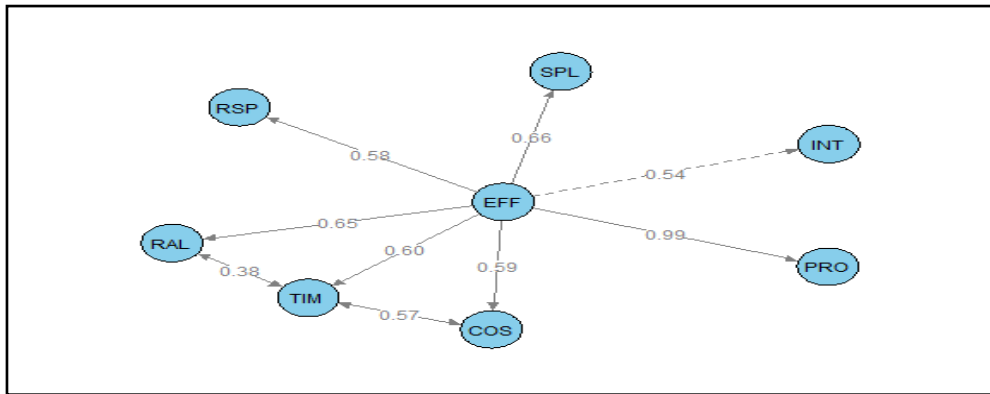 SPL
RSP
INT
0.66
0.58
0.54
EFF
0.65
0.60
0.99
RAL
0.59
PRO
0.38
TIM
0.57
COS